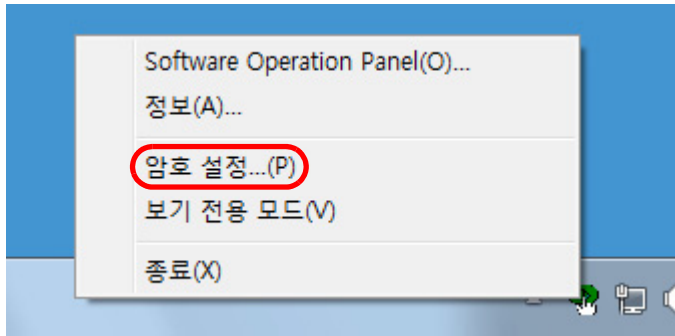 Software Operation Panel(O)...
정보(A)...
암호 설정...(P)
보기 전용 모드(V)
종료(X)